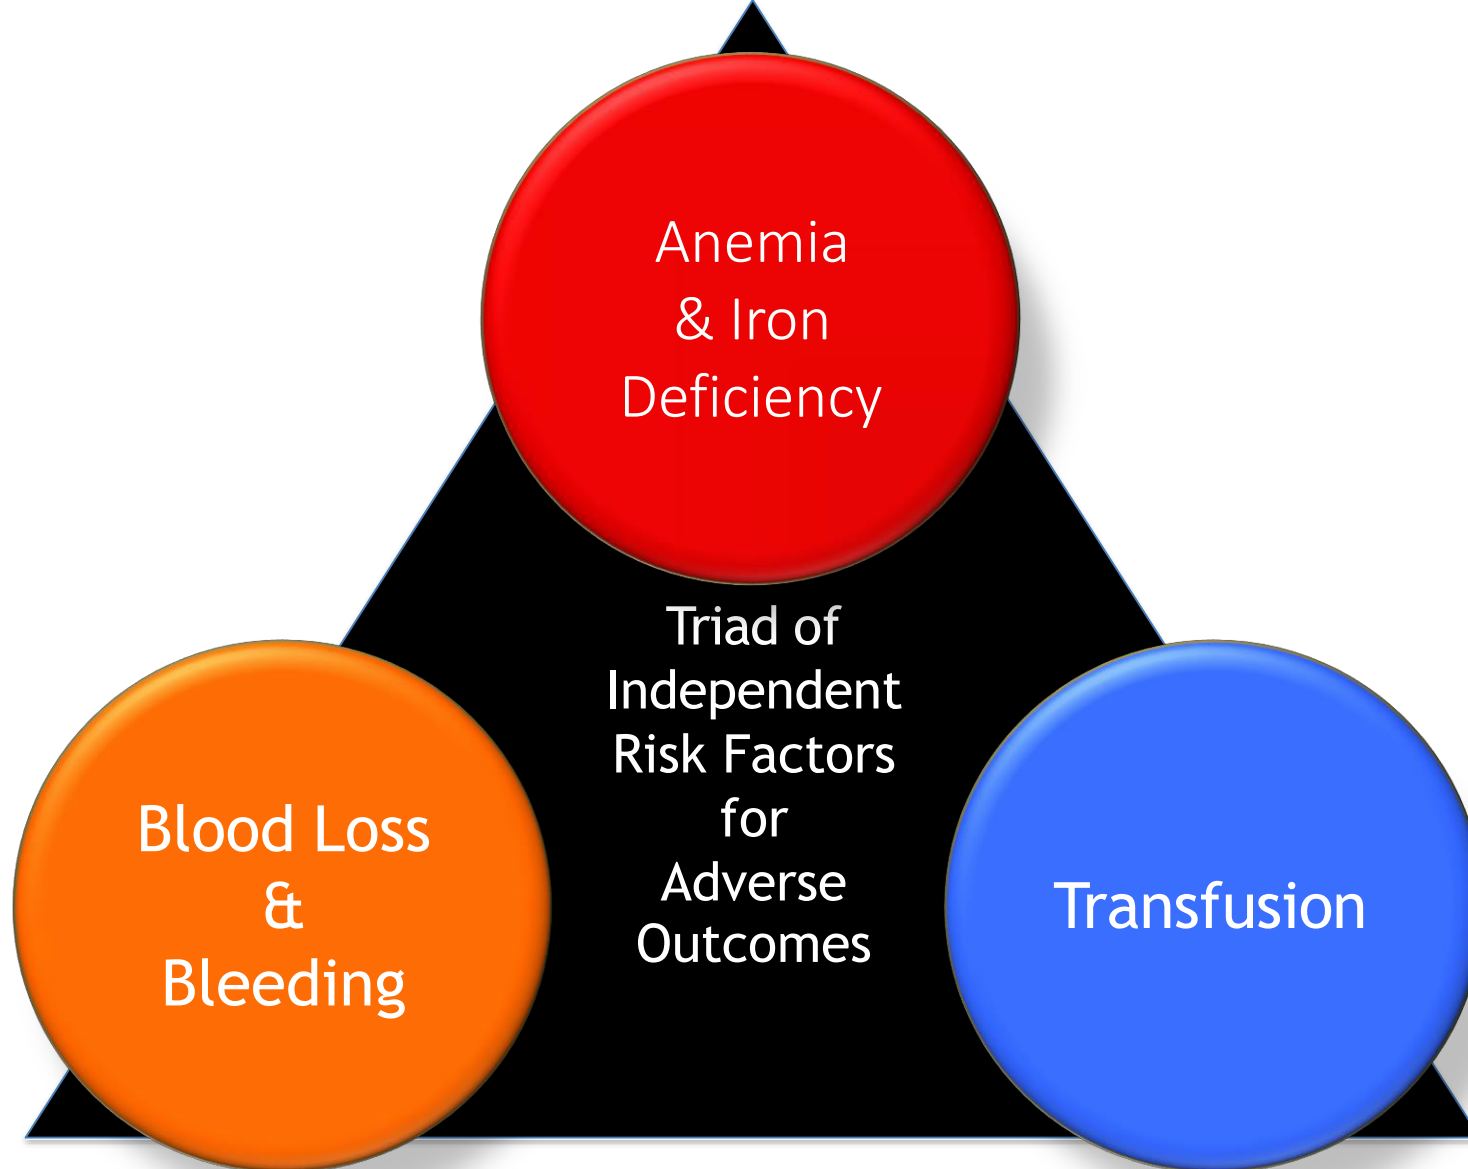 Anemia
& Iron
Deficiency
Triad of
Independent
Risk Factors
for
Adverse
Outcomes
Blood Loss
&
Bleeding
Transfusion